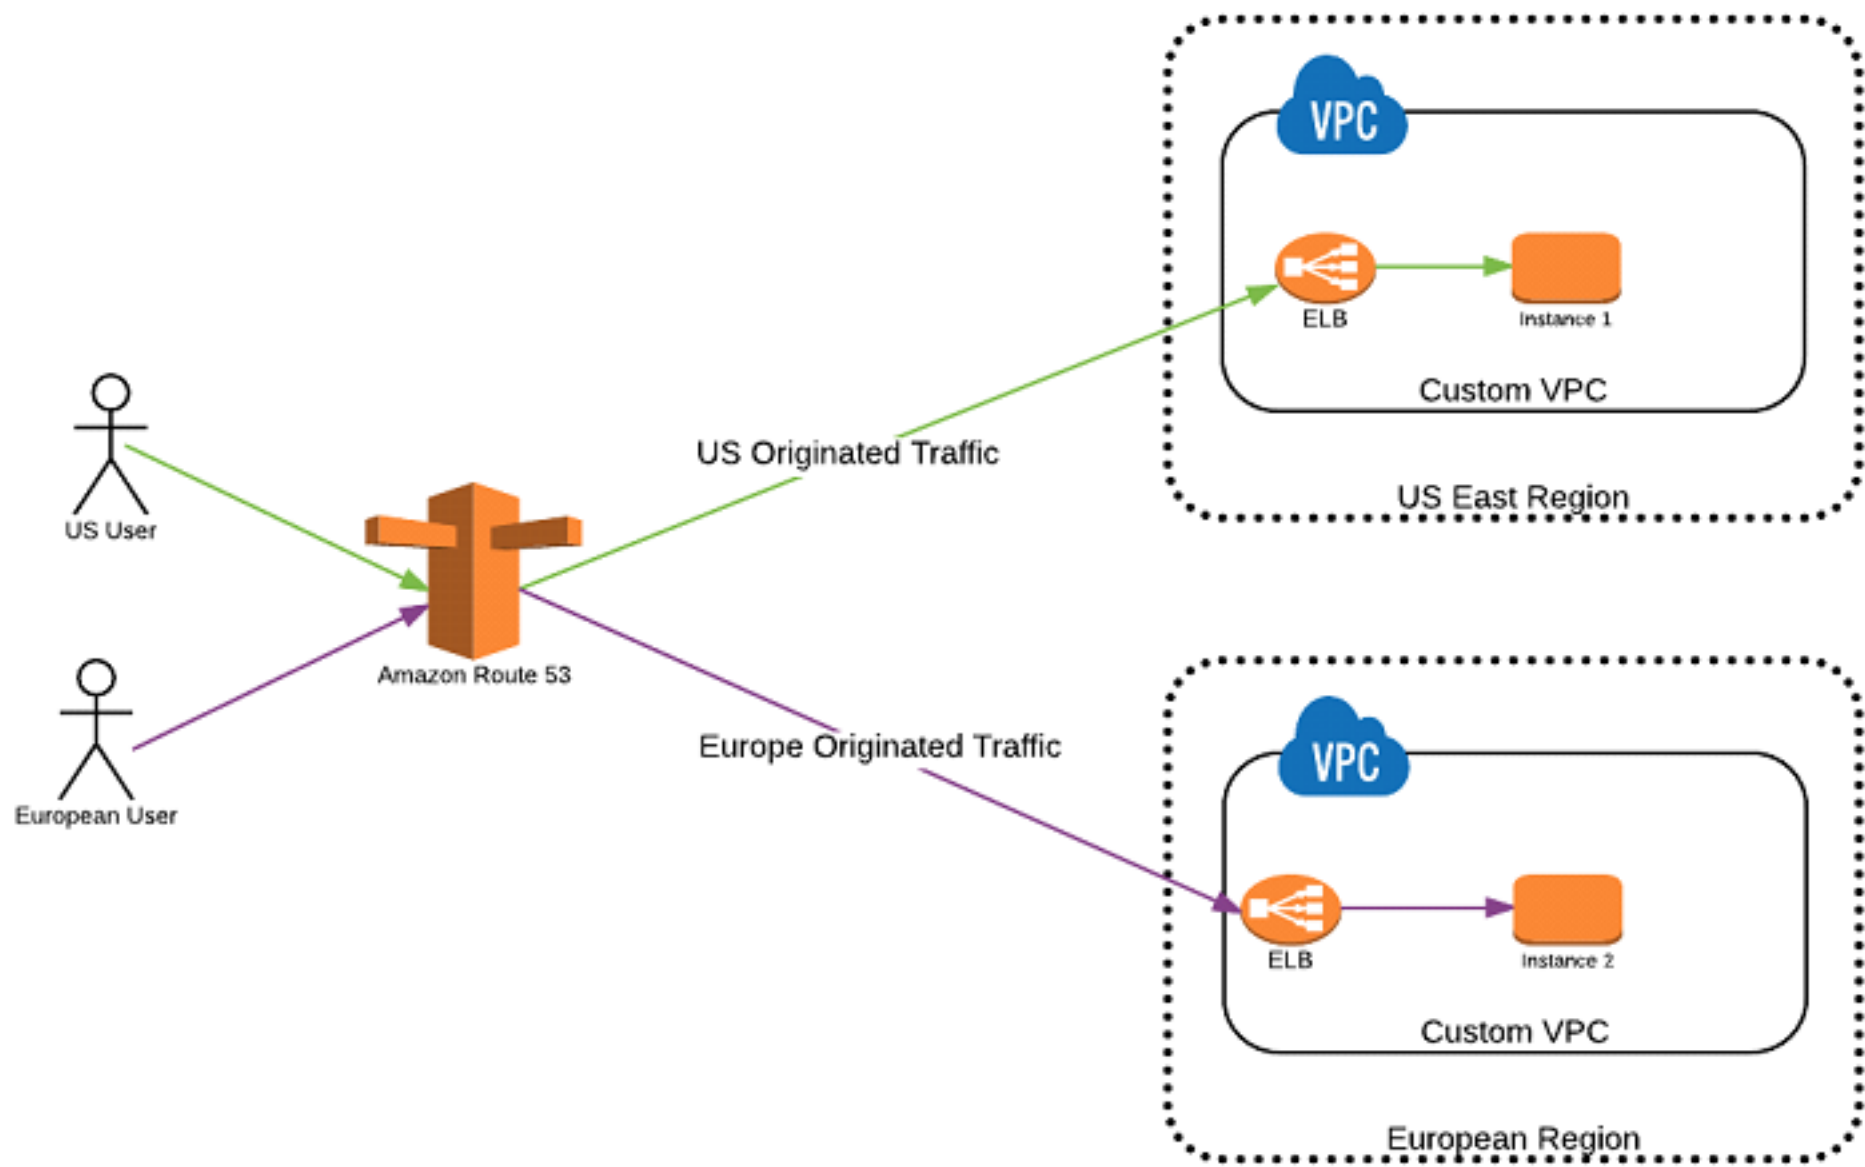 VPC
ELB
Instance 1
Custom VPC
US East Region
US Originated Traffic
US User
Amazon Route 53
European User
Europe Originated Traffic
VPC
ELB
Instance 2
Custom VPC
European Region